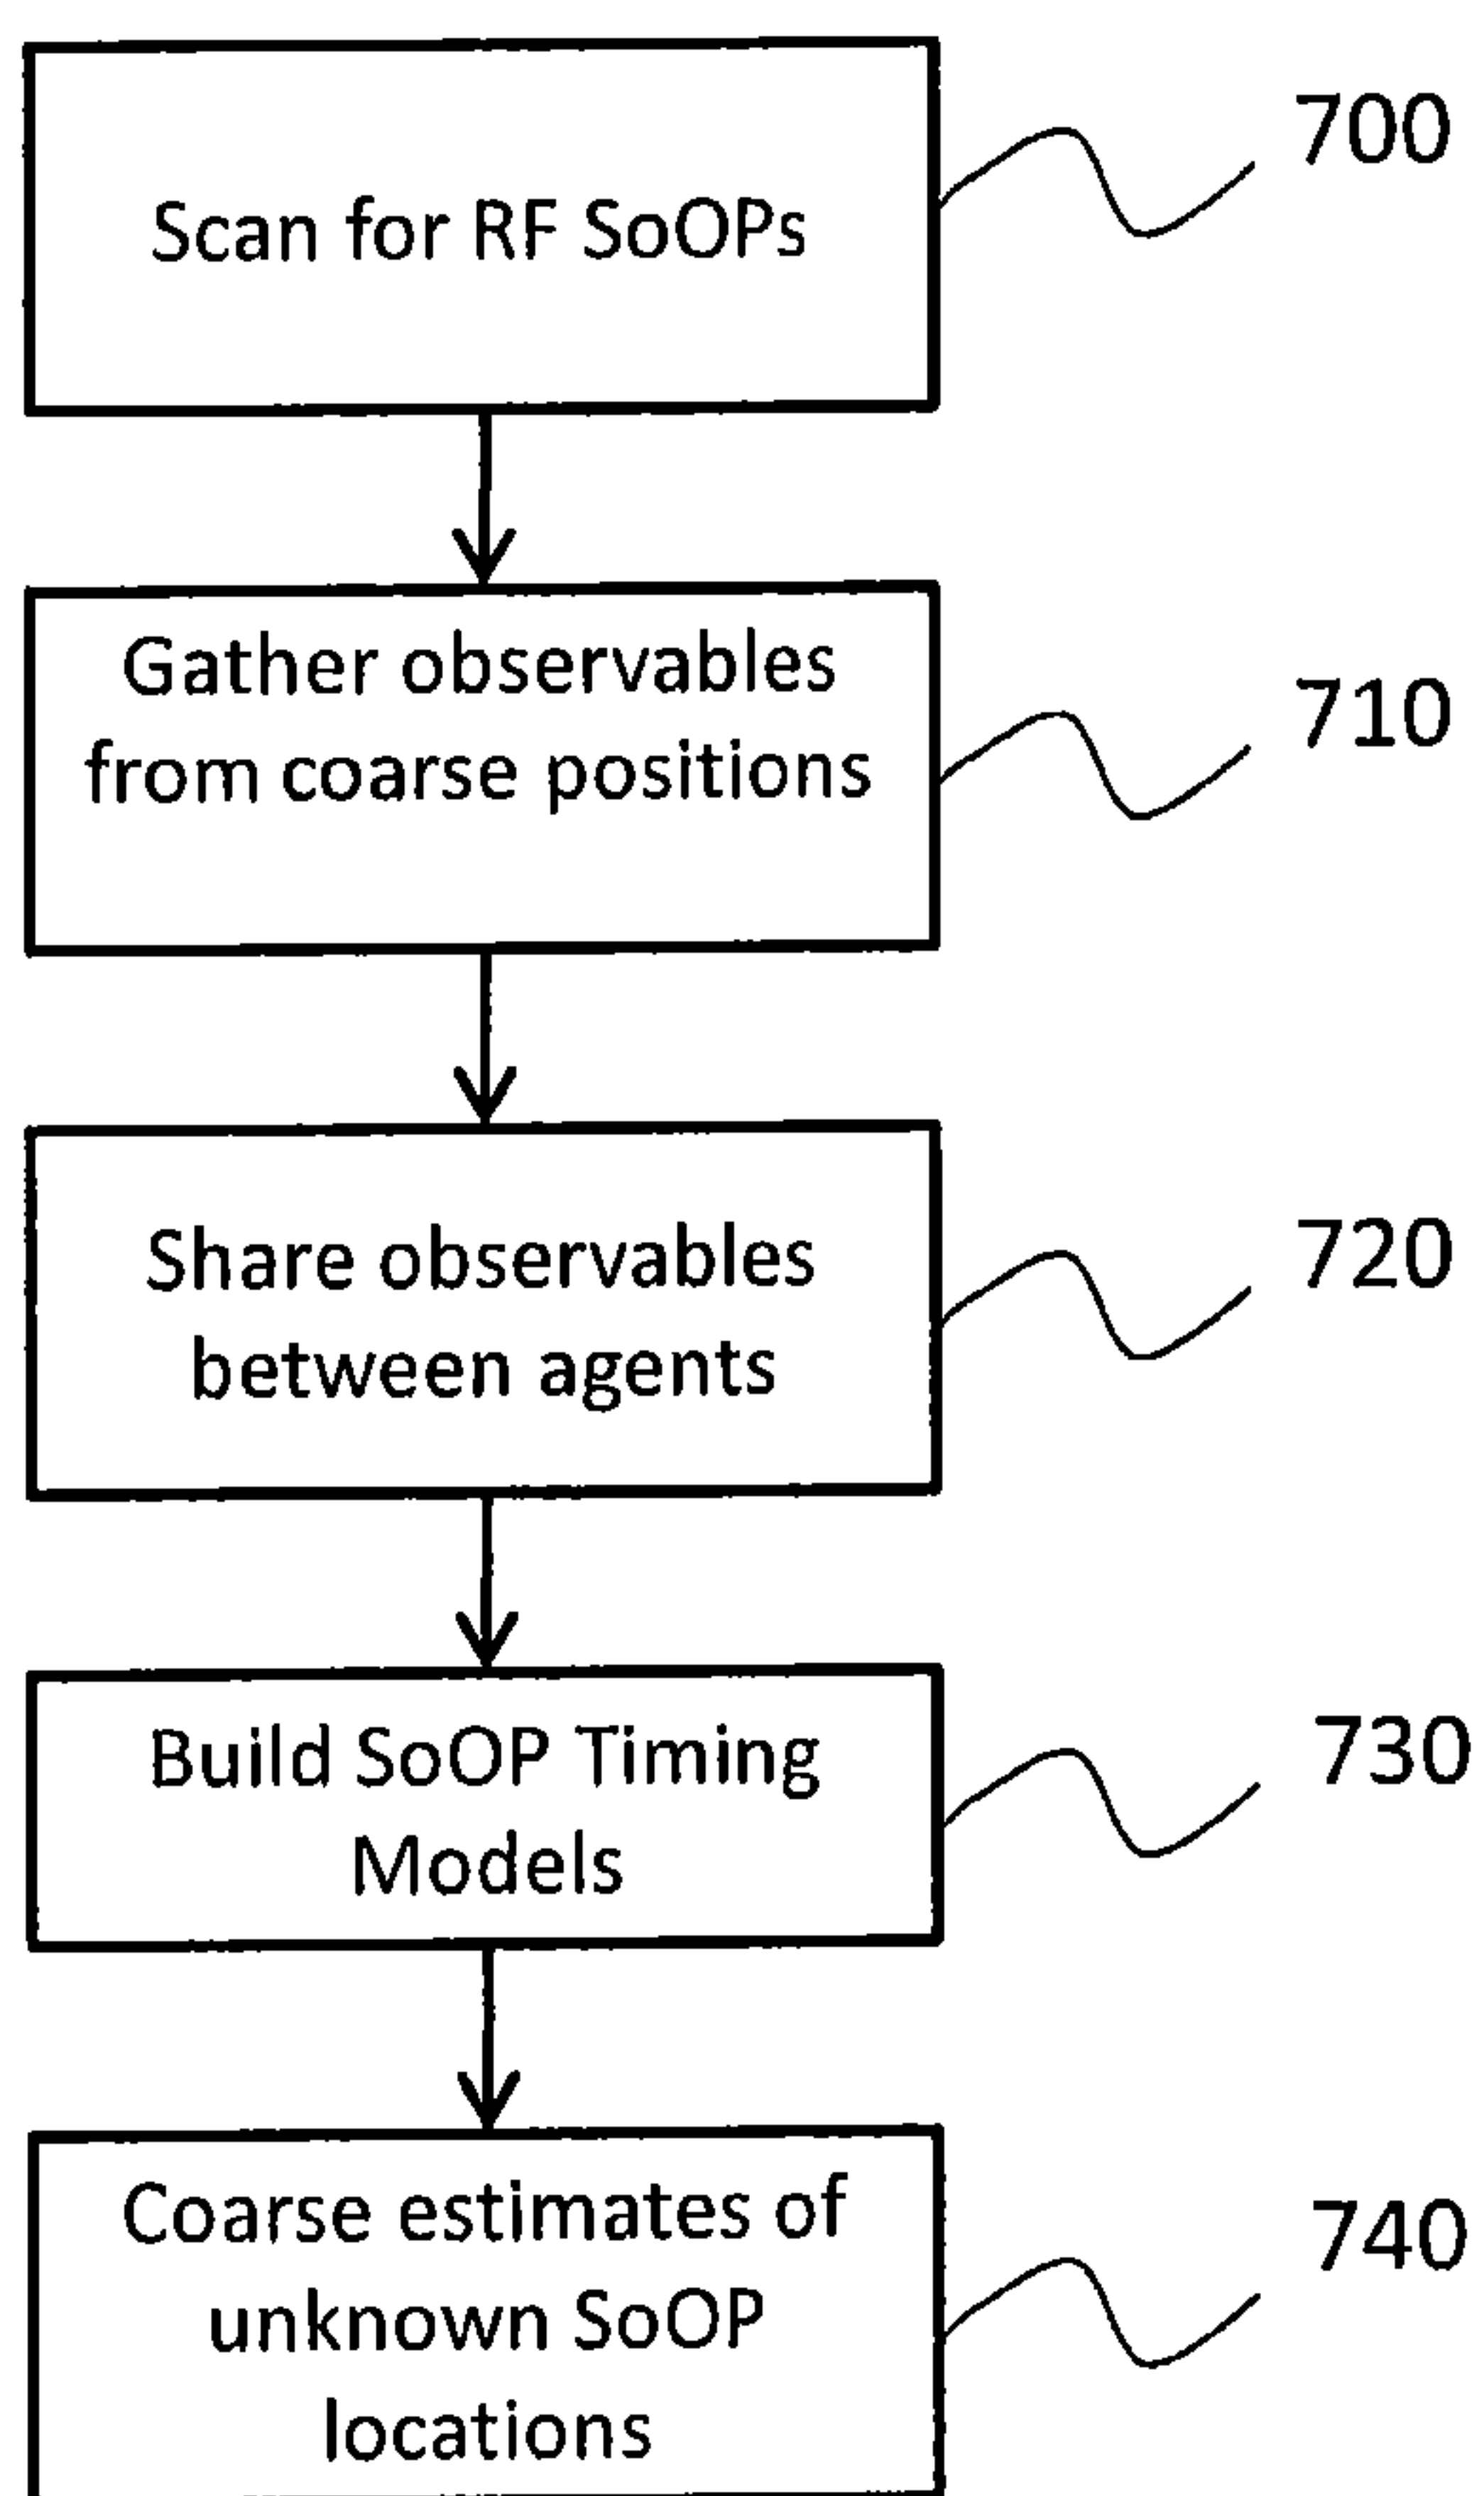 Scan for RF SoOPs
700
Gather observables
from coarse positions
710
Share observables
between agents
720
Build SoOP Timing
Models
730
Coarse estimates of
unknown SoOP
locations
740